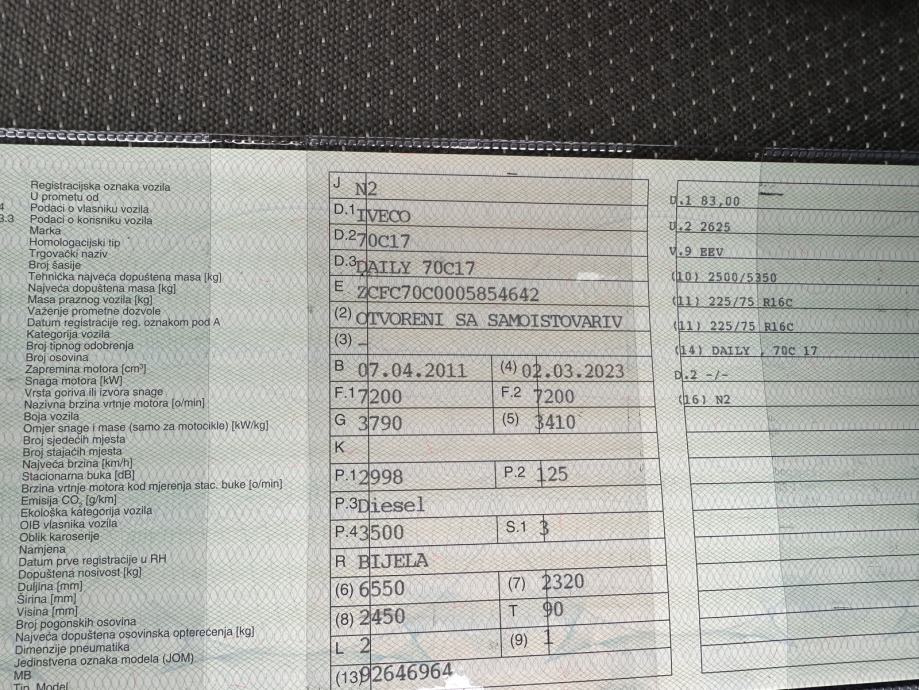 Registracijska oznaka vozila
U prometu od
4 Podaci o vlasniku vozila
3.3 Podaci o korisniku vozila
Marka
Homologacijski tip
Trgovački naziv
Broj šasije
Tehnička najveća dopuštena masa [kg]
Najveća dopuštena masa [kg]
Masa praznog vozila [kg]
Važenje prometne dozvole
Datum registracije reg. oznakom pod A
Kategorija vozila
Broj tipnog odobrenja
Broj osovina
Zapremina motora [cm³]
Snaga motora [kW]
Vrsta goriva ili izvora snage
Nazivna brzina vrtnje motora [o/min]
Boja vozila
Omjer snage i mase (samo za motocikle) [kW/kg]
Broj sjedećih mjesta
Broj stajaćih mjesta
Najveća brzina [km/h]
Stacionarna buka [dB]
Brzina vrtnje motora kod mjerenja stac. buke [o/min]
Emisija CO₂ [g/km]
Ekološka kategorija vozila
OIB vlasnika vozila
Oblik karoserije
Namjena
Datum prve registracije u RH
Dopuštena nosivost [kg]
Duljina [mm]
Širina [mm]
Visina [mm]
Broj pogonskih osovina
Najveća dopuštena osovinska opterećenja [kg]
Dimenzije pneumatika
Jedinstvena oznaka modela (JOM)
MB
Tip, Model
J N2
D.1 IVECO
D.2 70C17
D.3 DAILY 70C17
E ZCFC70C0005854642
(2) OTVORENI SA SAMOISTOVARIV
(3) –
B 07.04.2011 (4) 02.03.2023
F.1 7200 F.2 7200
G 3790 (5) 3410
K
P.1 2998 P.2 125
P.3 Diesel
P.4 3500 S.1 3
R BIJELA
(6) 6550 (7) 2320
(8) 2450 T 90
L 2 (9) 1
(13) 92646964
U.1 83,00
U.2 2625
V.9 EEV
(10) 2500/5350
(11) 225/75 R16C
(11) 225/75 R16C
(14) DAILY , 70C 17
D.2 -/-
(16) N2